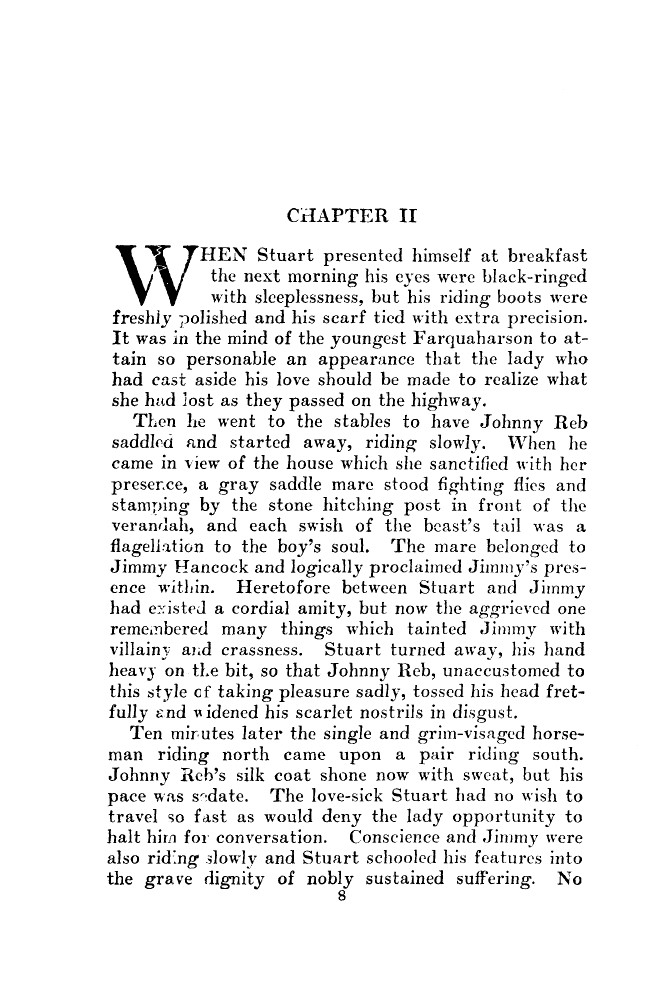 CHAPTER II
WHEN Stuart presented himself at breakfast
the next morning his eyes were black-ringed
with sleeplessness, but his riding boots were
freshly polished and his scarf tied with extra precision.
It was in the mind of the youngest Farquaharson to at-
tain so personable an appearance that the lady who
had cast aside his love should be made to realize what
she had lost as they passed on the highway.
Then he went to the stables to have Johnny Reb
saddled and started away, riding slowly. When he
came in view of the house which she sanctified with her
presence, a gray saddle mare stood fighting flies and
stamping by the stone hitching post in front of the
verandah, and each swish of the beast's tail was a
flagellation to the boy's soul. The mare belonged to
Jimmy Hancock and logically proclaimed Jimmy's pres-
ence within. Heretofore between Stuart and Jimmy
had existed a cordial amity, but now the aggrieved one
remembered many things which tainted Jimmy with
villainy and crassness. Stuart turned away, his hand
heavy on the bit, so that Johnny Reb, unaccustomed to
this style of taking pleasure sadly, tossed his head fret-
fully and widened his scarlet nostrils in disgust.
Ten minutes later the single and grim-visaged horse-
man riding north came upon a pair riding south.
Johnny Reb's silk coat shone now with sweat, but his
pace was sedate. The love-sick Stuart had no wish to
travel so fast as would deny the lady opportunity to
halt him for conversation. Conscience and Jimmy were
also riding slowly and Stuart schooled his features into
the grave dignity of nobly sustained suffering. No
8